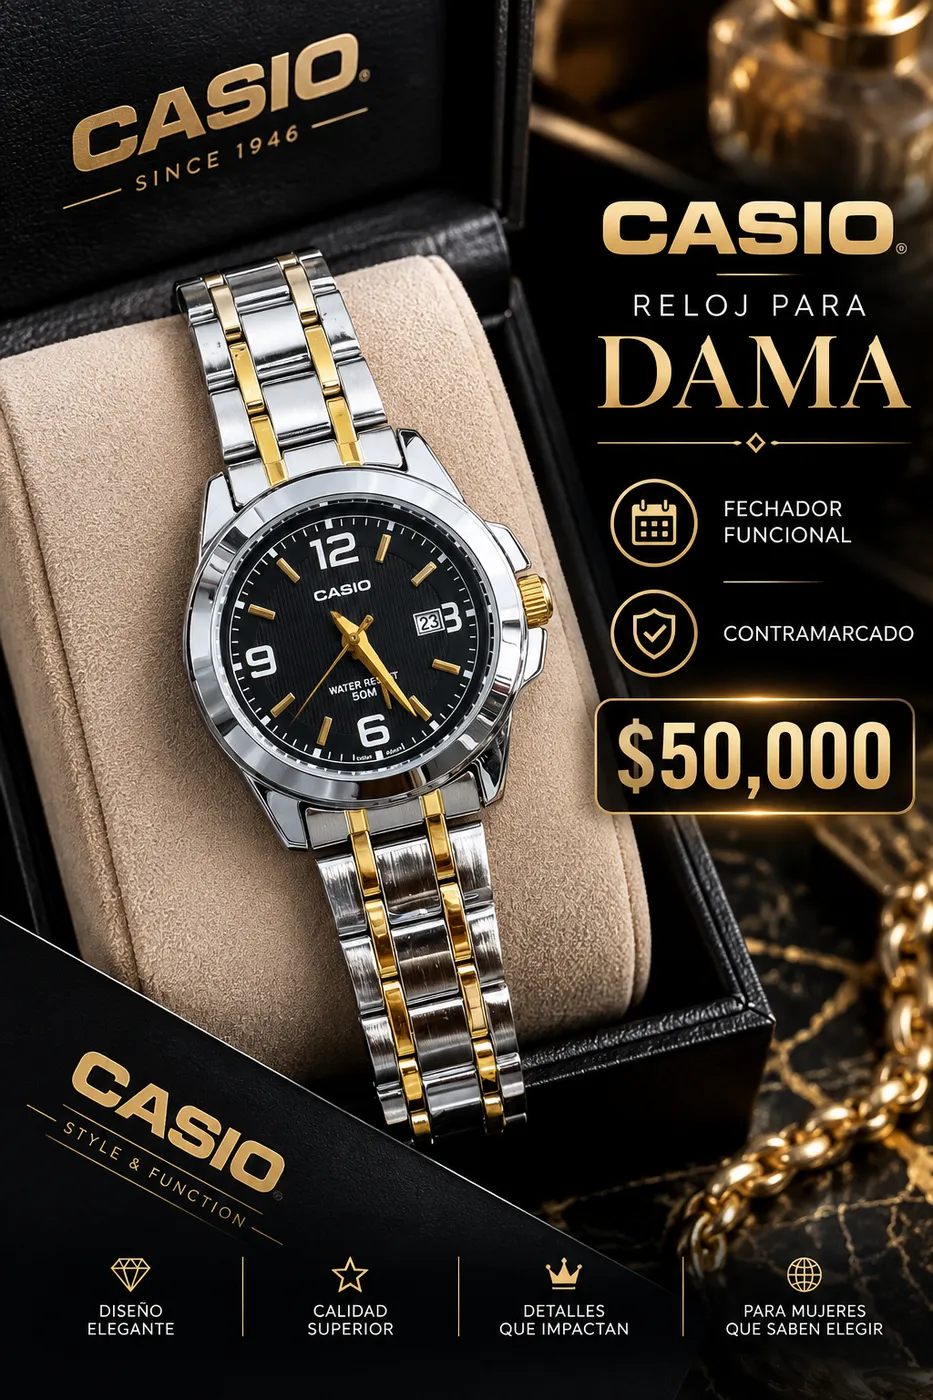 CASIO®
SINCE 1946
CASIO®
RELOJ PARA
DAMA
FECHADOR
FUNCIONAL
CONTRAMARCADO
$50,000
12
CASIO
23
3
9
WATER RESIST
50M
6
CASIO®
STYLE & FUNCTION
DISEÑO
ELEGANTE
CALIDAD
SUPERIOR
DETALLES
QUE IMPACTAN
PARA MUJERES
QUE SABEN ELEGIR